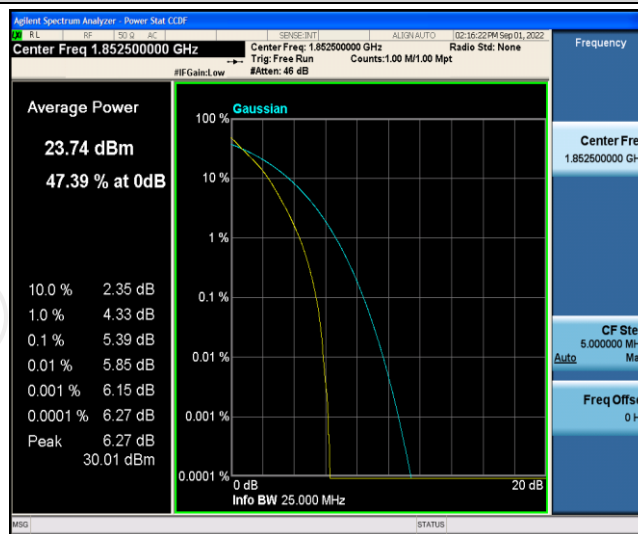 Agilent Spectrum Analyzer - Power Stat CCDF
RL RF 50 Ω AC SENSE:INT ALIGN AUTO 02:16:22 PM Sep 01, 2022
Center Freq 1.852500000 GHz
Center Freq: 1.852500000 GHz Radio Std: None
Trig: Free Run Counts:1.00 M/1.00 Mpt
#IFGain:Low #Atten: 46 dB
Frequency
Average Power
23.74 dBm
47.39 % at 0dB
10.0 % 2.35 dB
1.0 % 4.33 dB
0.1 % 5.39 dB
0.01 % 5.85 dB
0.001 % 6.15 dB
0.0001 % 6.27 dB
Peak 6.27 dB
30.01 dBm
Gaussian
100 %
10 %
1 %
0.1 %
0.01 %
0.001 %
0.0001 %
0 dB 20 dB
Info BW 25.000 MHz
Center Fre
1.852500000 GH
CF Ste
5.000000 MH
Auto Ma
Freq Offse
0 H
MSG STATUS